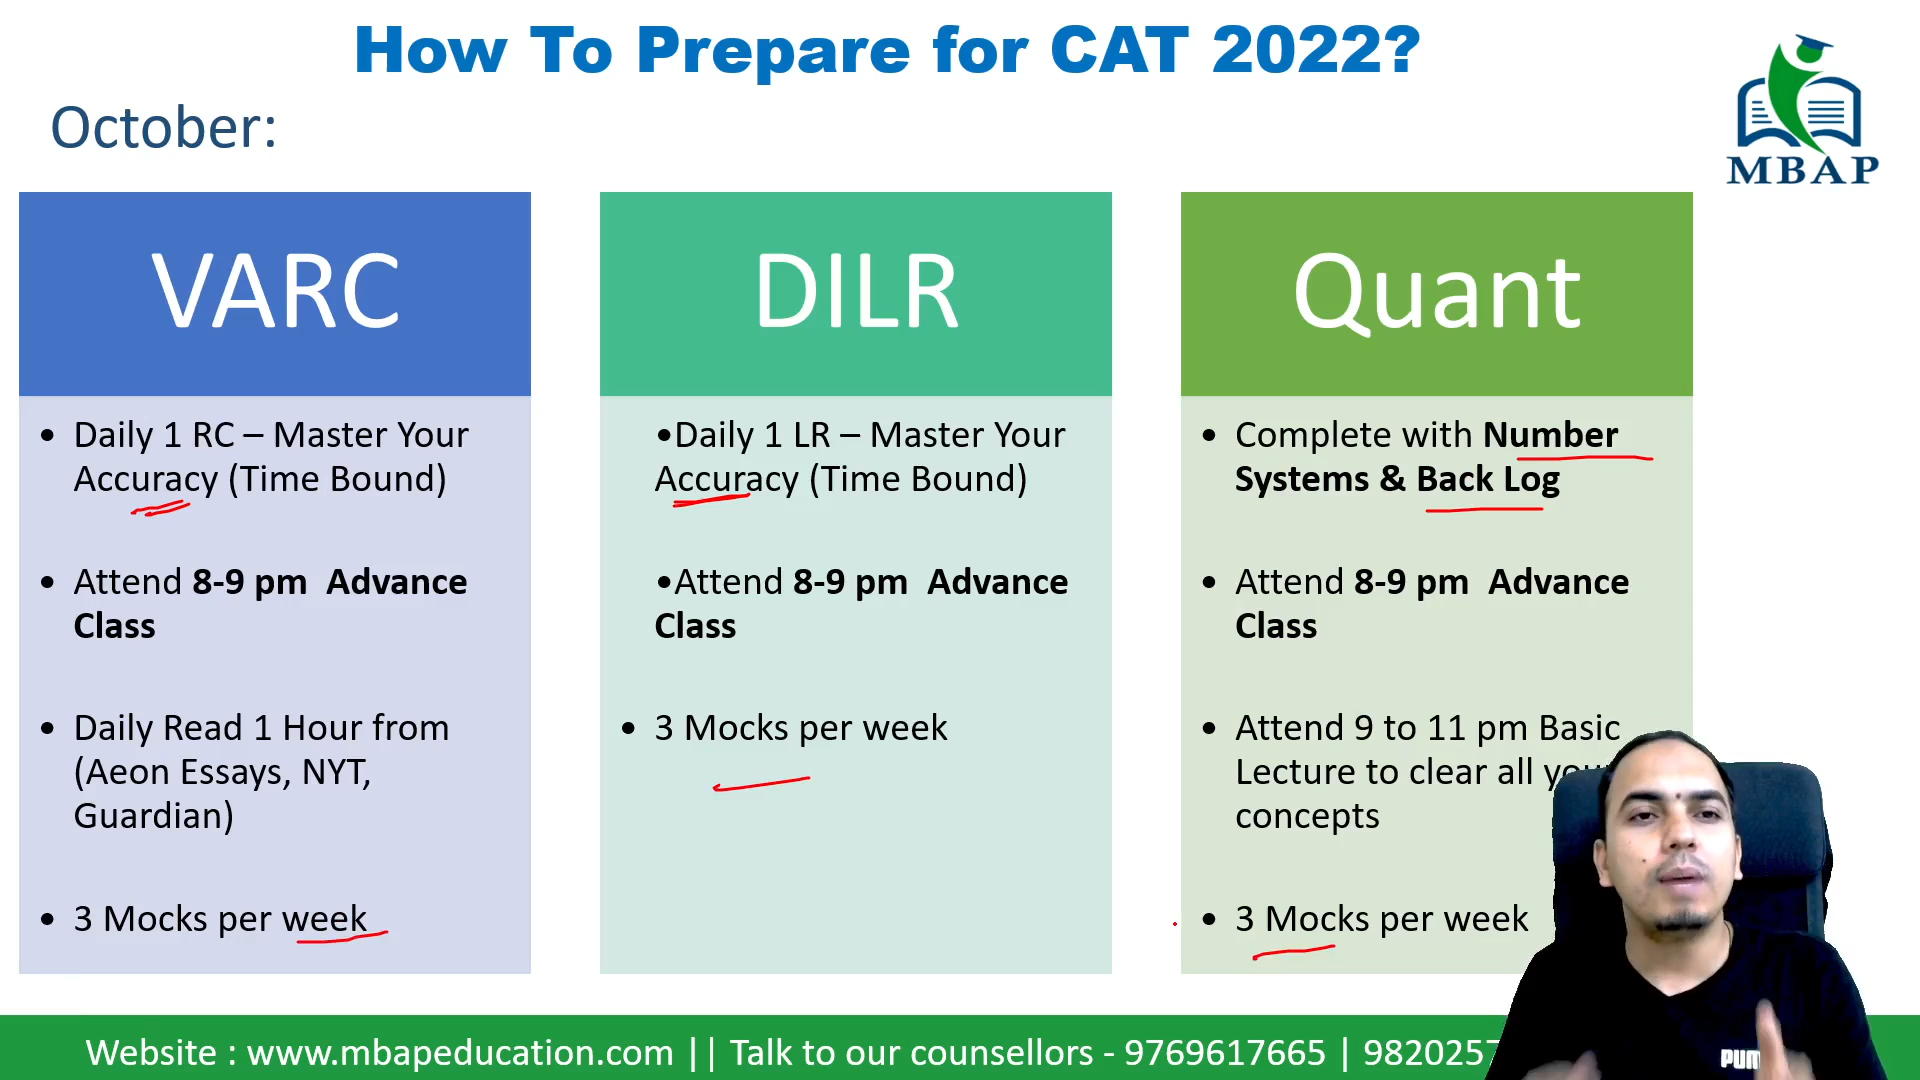 How To Prepare for CAT 2022?
October:
MBAP
VARC
• Daily 1 RC – Master Your
Accuracy (Time Bound)
• Attend 8-9 pm Advance
Class
• Daily Read 1 Hour from
(Aeon Essays, NYT,
Guardian)
• 3 Mocks per week
DILR
•Daily 1 LR – Master Your
Accuracy (Time Bound)
•Attend 8-9 pm Advance
Class
• 3 Mocks per week
Quant
• Complete with Number
Systems & Back Log
• Attend 8-9 pm Advance
Class
• Attend 9 to 11 pm Basic
Lecture to clear all your
concepts
• 3 Mocks per week
Website : www.mbapeducation.com || Talk to our counsellors - 9769617665 |